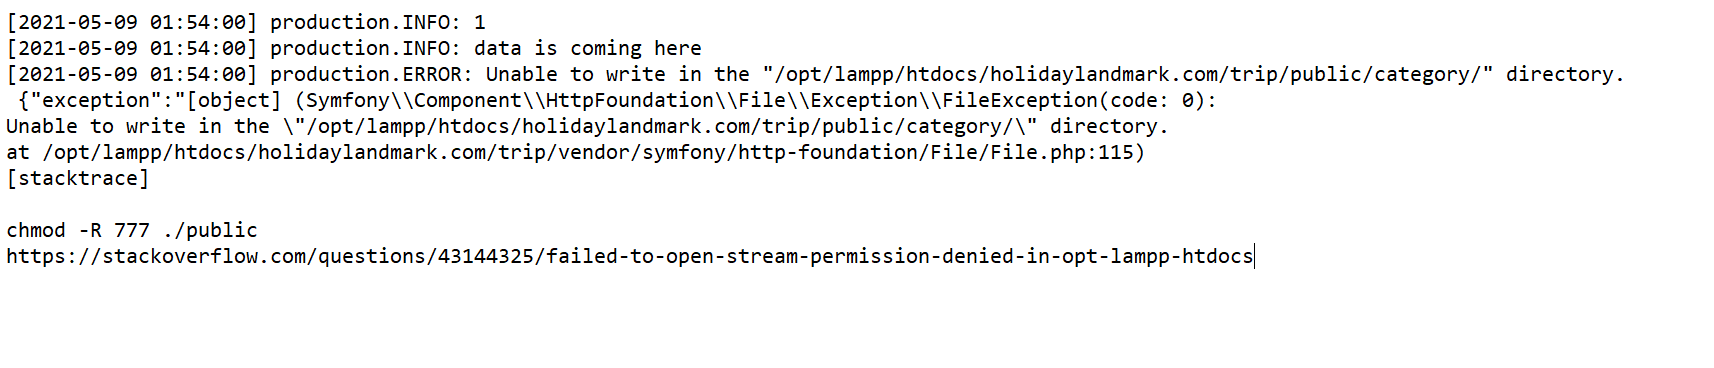 [2021-05-09 01:54:00] production.INFO: 1
[2021-05-09 01:54:00] production.INFO: data is coming here
[2021-05-09 01:54:00] production.ERROR: Unable to write in the "/opt/lampp/htdocs/holidaylandmark.com/trip/public/category/" directory.
 {"exception":"[object] (Symfony\\Component\\HttpFoundation\\File\\Exception\\FileException(code: 0):
Unable to write in the \"/opt/lampp/htdocs/holidaylandmark.com/trip/public/category/\" directory.
at /opt/lampp/htdocs/holidaylandmark.com/trip/vendor/symfony/http-foundation/File/File.php:115)
[stacktrace]
chmod -R 777 ./public
https://stackoverflow.com/questions/43144325/failed-to-open-stream-permission-denied-in-opt-lampp-htdocs